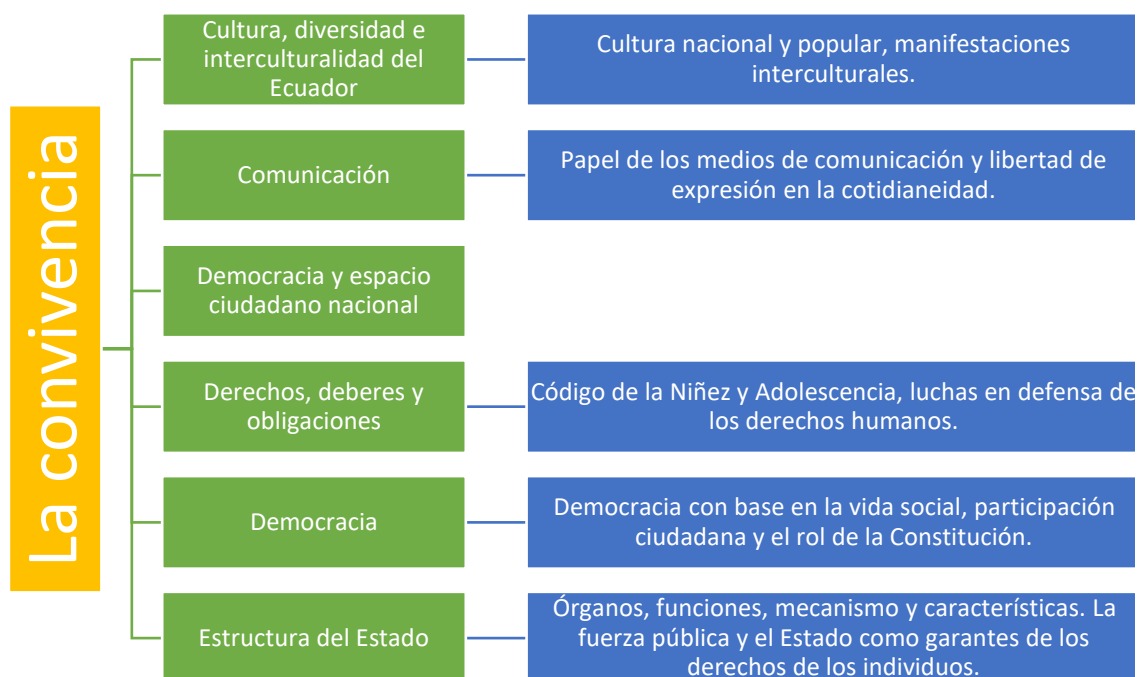 La convivencia
Cultura, diversidad e
interculturalidad del
Ecuador
Cultura nacional y popular, manifestaciones
interculturales.
Comunicación
Papel de los medios de comunicación y libertad de
expresión en la cotidianeidad.
Democracia y espacio
ciudadano nacional
Derechos, deberes y
obligaciones
Código de la Niñez y Adolescencia, luchas en defensa de
los derechos humanos.
Democracia
Democracia con base en la vida social, participación
ciudadana y el rol de la Constitución.
Estructura del Estado
Órganos, funciones, mecanismo y características. La
fuerza pública y el Estado como garantes de los
derechos de los individuos.